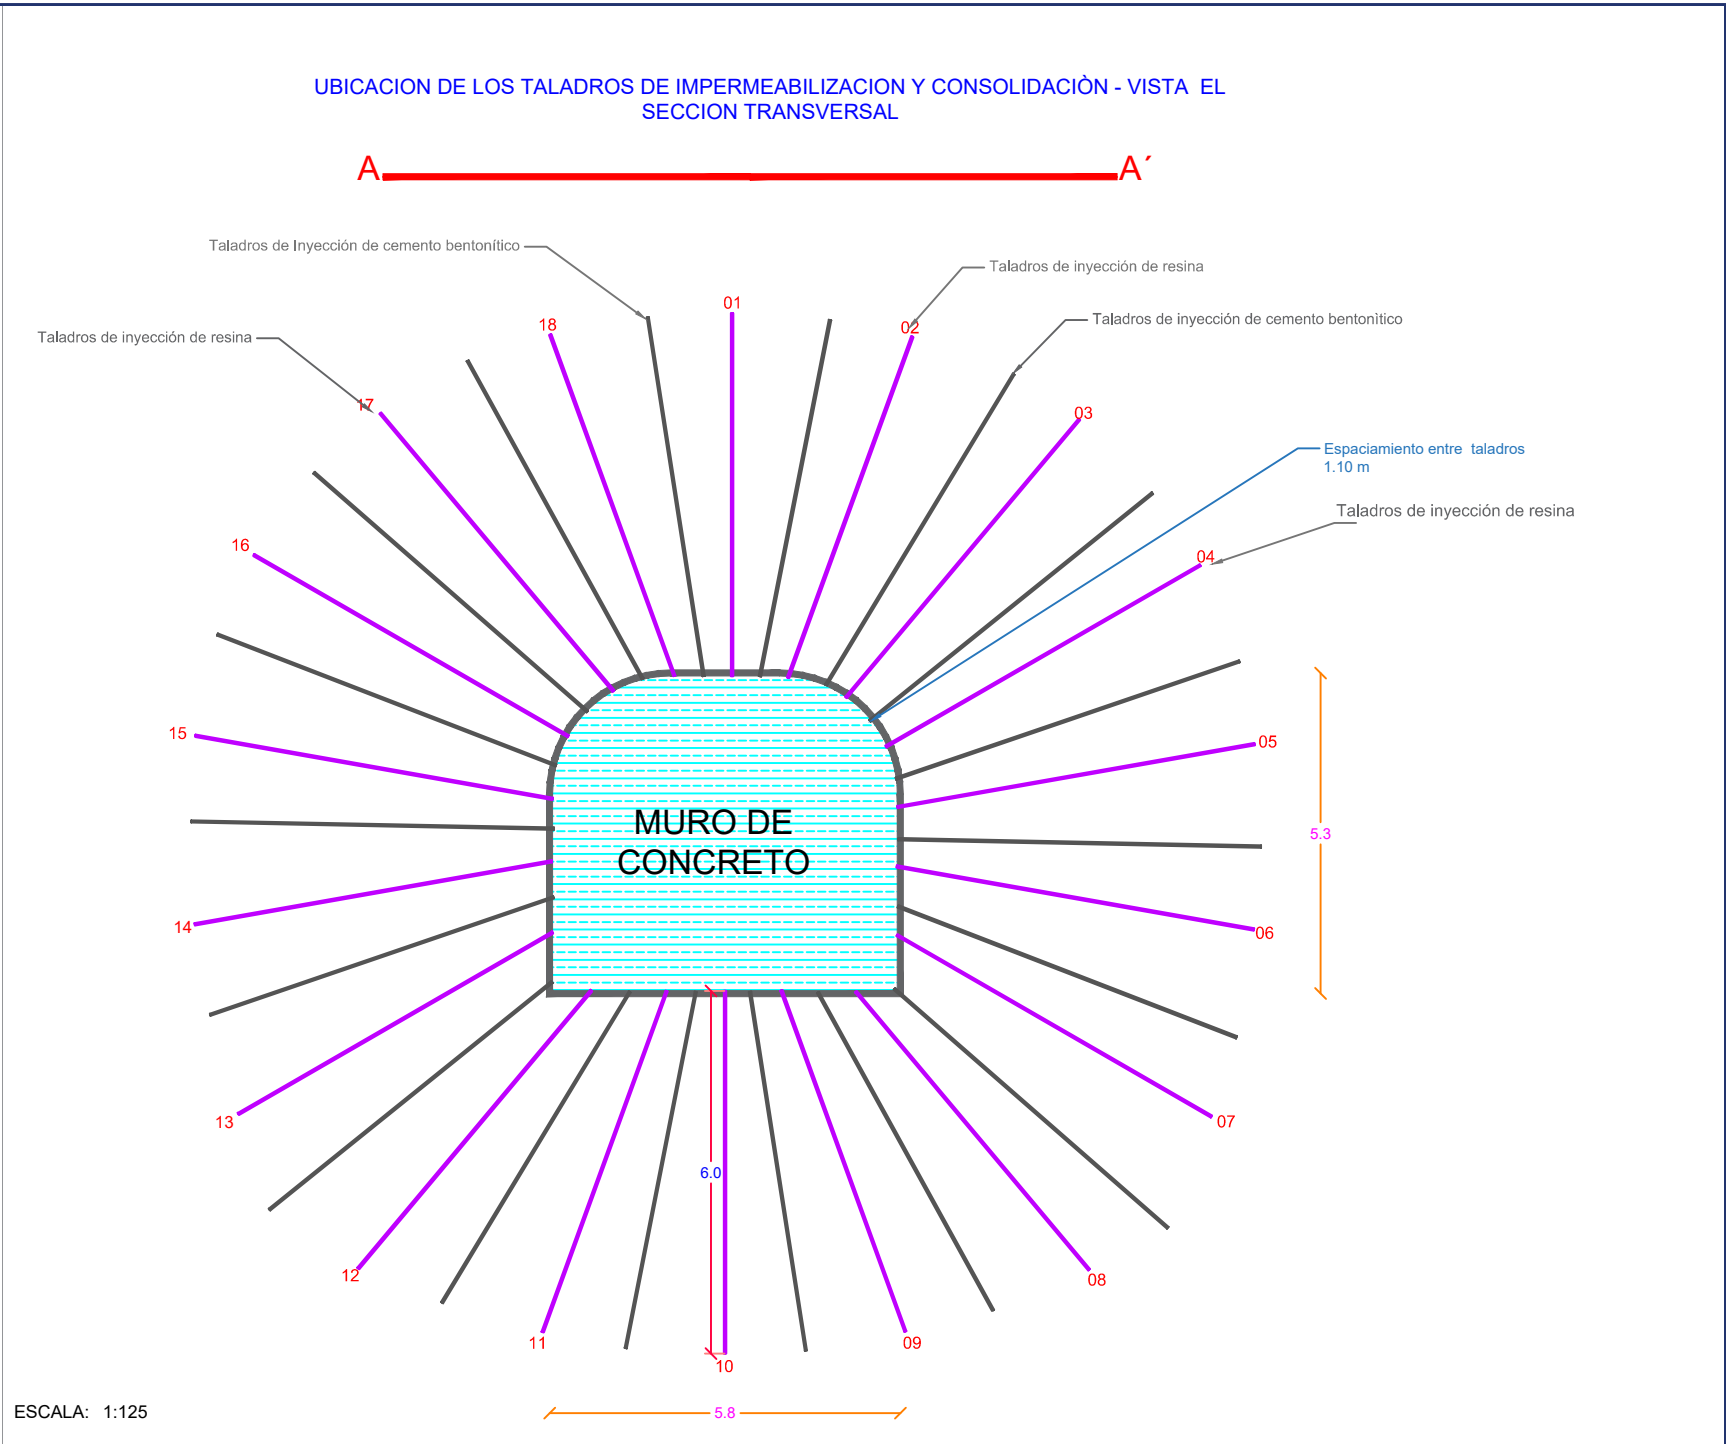 UBICACION DE LOS TALADROS DE IMPERMEABILIZACION Y CONSOLIDACIÒN - VISTA EL
SECCION TRANSVERSAL
A
A´
Taladros de Inyección de cemento bentonítico
Taladros de inyección de resina
01
18
02
Taladros de inyección de cemento bentonìtico
Taladros de inyección de resina
17
03
Espaciamiento entre taladros
1.10 m
Taladros de inyección de resina
16
04
15
05
MURO DE
CONCRETO
5.3
14
06
13
07
6.0
12
08
11
09
10
ESCALA: 1:125
5.8